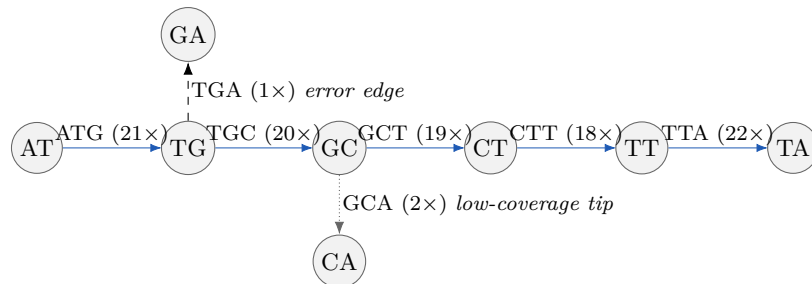 GA
TGA (1×) error edge
ATG (21×) TGC (20×) GCT (19×) CTT (18×) TTA (22×)
AT TG GC CT TT TA
GCA (2×) low-coverage tip
CA